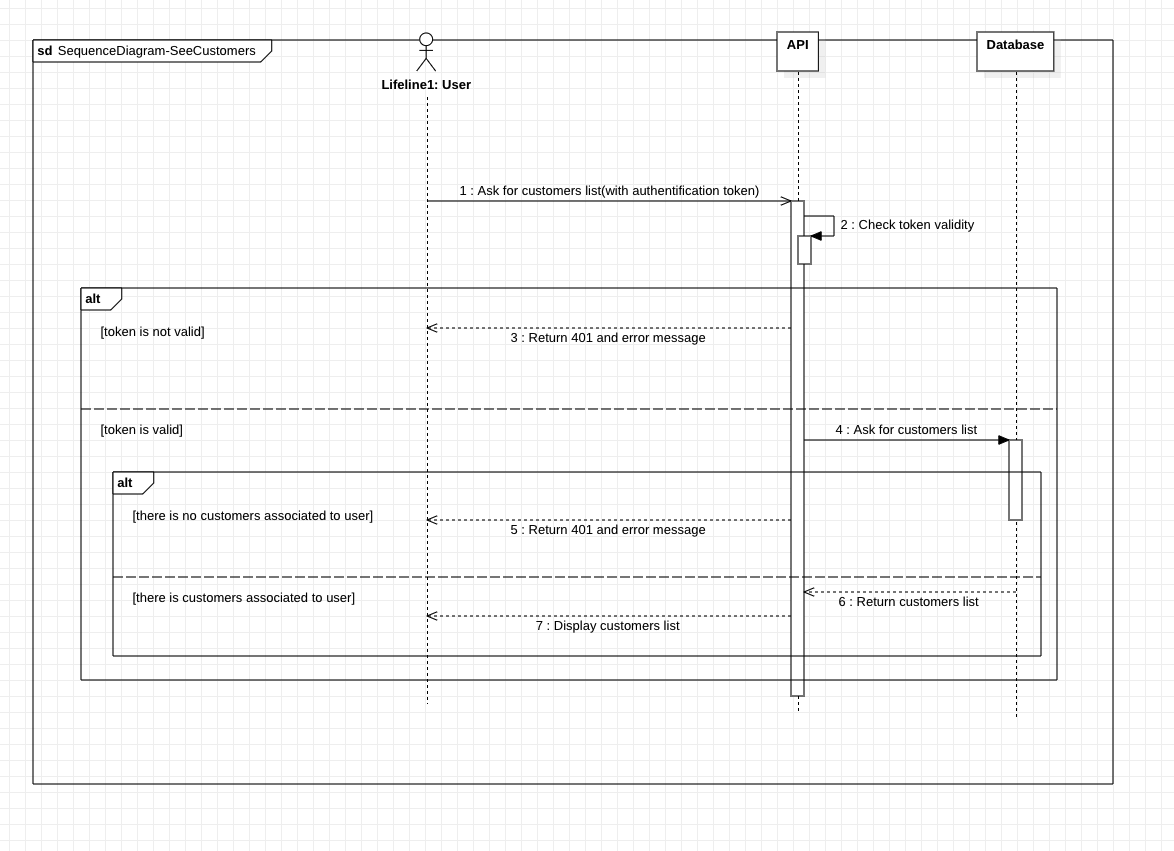 sd SequenceDiagram-SeeCustomers
API
Database
Lifeline1: User
1 : Ask for customers list(with authentification token)
2 : Check token validity
alt
[token is not valid]
3 : Return 401 and error message
[token is valid]
4 : Ask for customers list
alt
[there is no customers associated to user]
5 : Return 401 and error message
[there is customers associated to user]
6 : Return customers list
7 : Display customers list